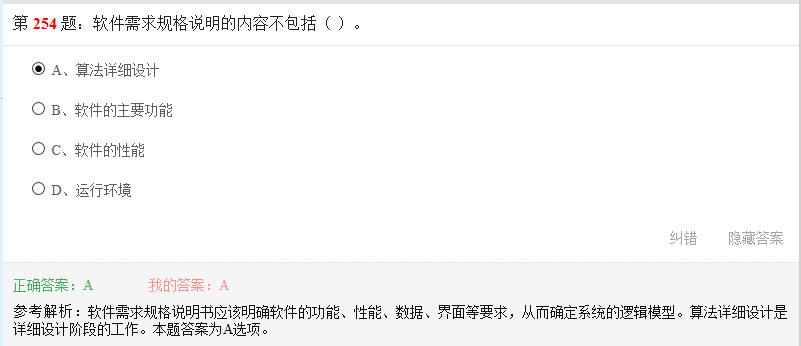 第 254 题：软件需求规格说明的内容不包括（ ）。
A、算法详细设计
B、软件的主要功能
C、软件的性能
D、运行环境
纠错 隐藏答案
正确答案：A 我的答案：A
参考解析：软件需求规格说明书应该明确软件的功能、性能、数据、界面等要求，从而确定系统的逻辑模型。算法详细设计是
详细设计阶段的工作。本题答案为A选项。